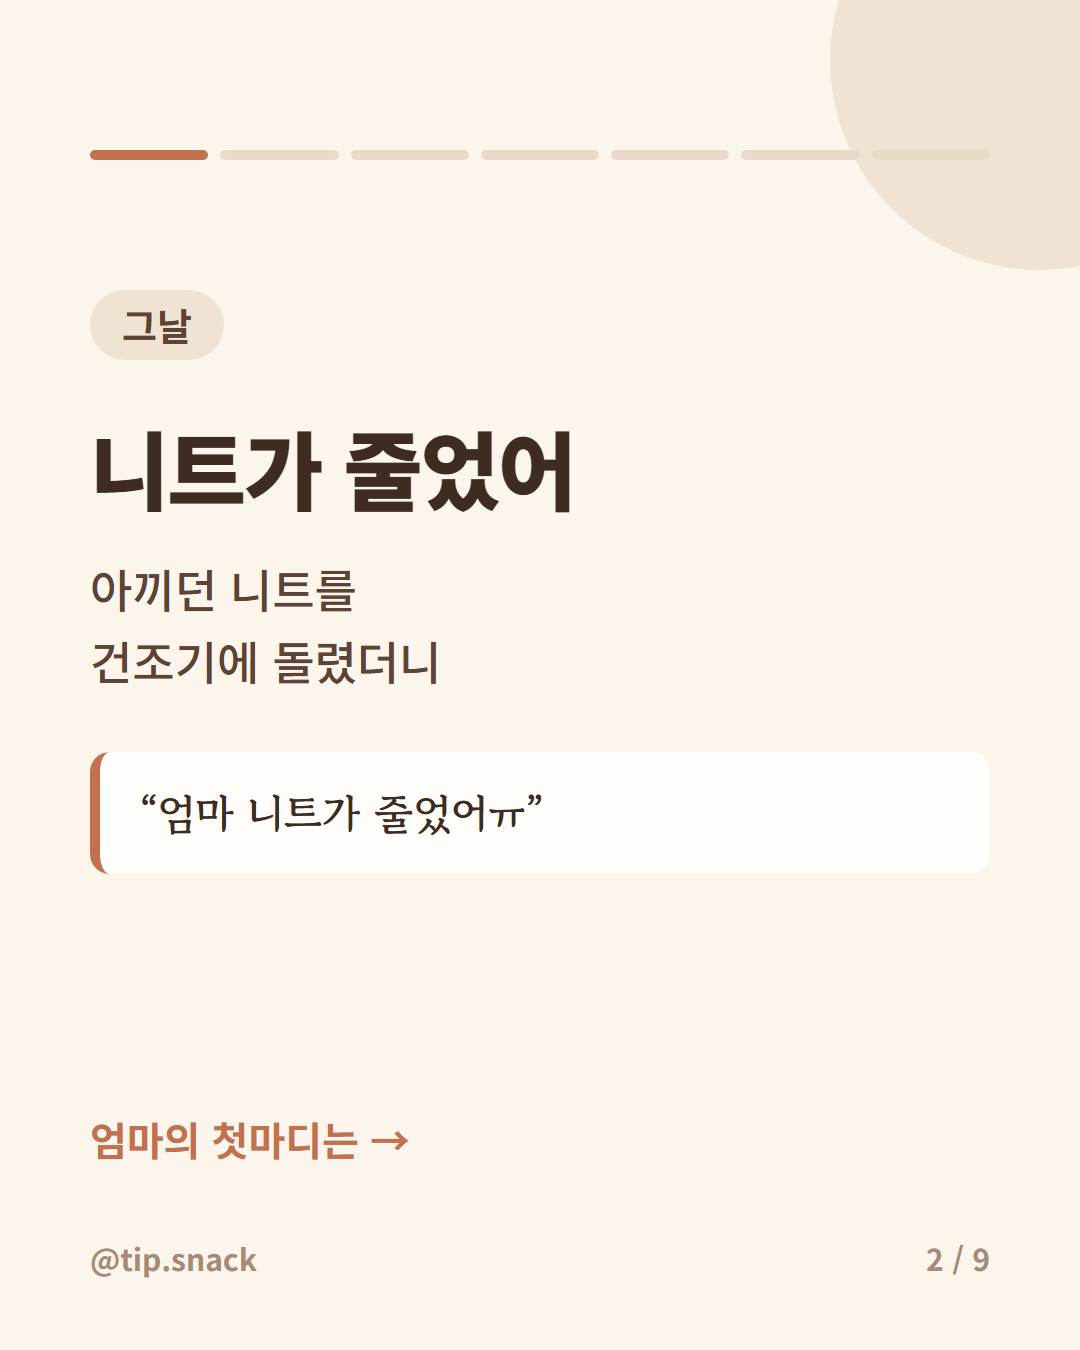 그날
니트가 줄었어
아끼던 니트를
건조기에 돌렸더니
“엄마 니트가 줄었어ㅠ”
엄마의 첫마디는 →
@tip.snack
2 / 9